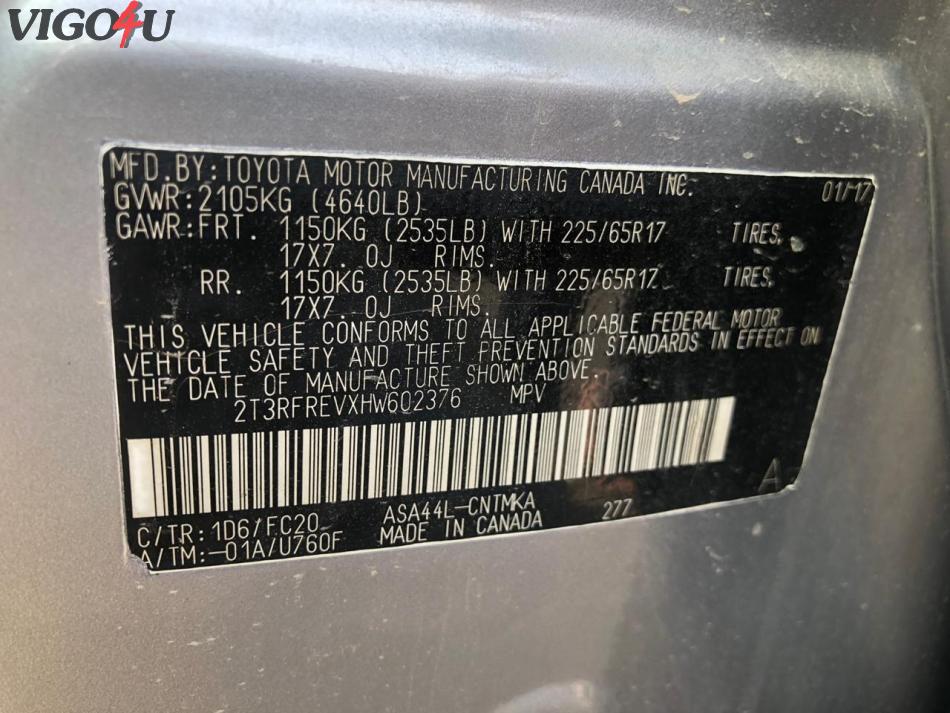 VIGO4U
MFD. BY: TOYOTA MOTOR MANUFACTURING CANADA INC. 01/17
GVWR: 2105KG (4640LB)
GAWR: FRT. 1150KG (2535LB) WITH 225/65R17 TIRES,
17X7. OJ RIMS.
RR. 1150KG (2535LB) WITH 225/65R17 TIRES,
17X7. OJ RIMS.
THIS VEHICLE CONFORMS TO ALL APPLICABLE FEDERAL MOTOR
VEHICLE SAFETY AND THEFT PREVENTION STANDARDS IN EFFECT ON
THE DATE OF MANUFACTURE SHOWN ABOVE.
2T3RFREVXHW602376 MPV
A
C/TR: 1D6/FC20 ASA44L-CNTMKA 277
A/TM:-01A/U760F MADE IN CANADA